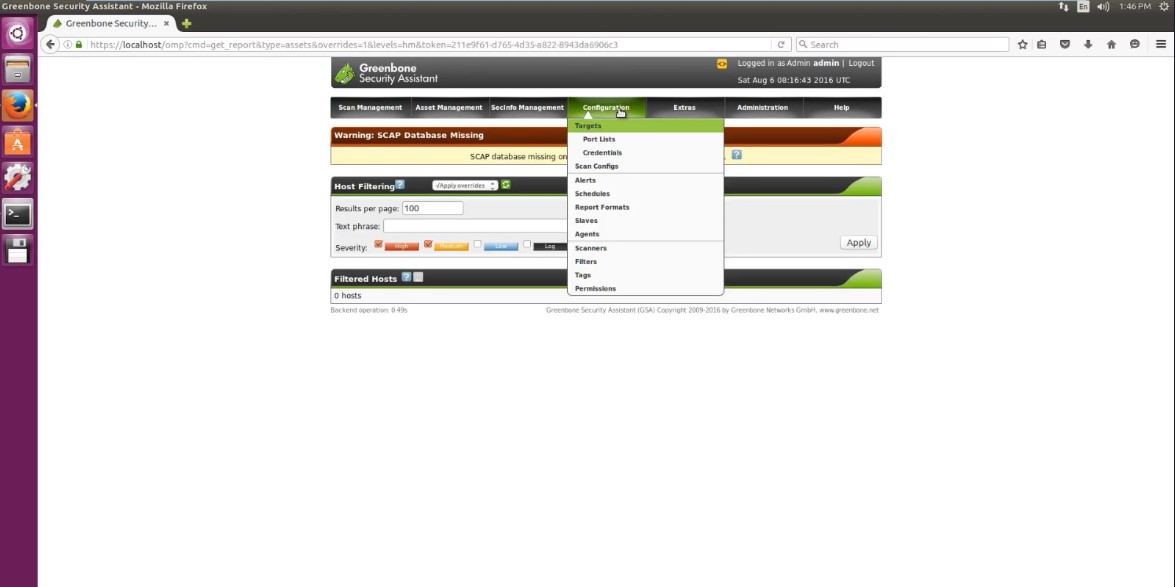 Greenbone Security Assistant - Mozilla Firefox
En
1:46 PM
Greenbone Security... ×
https://localhost/omp?cmd=get_report&type=assets&overrides=1&levels=hm&token=211e9f61-d765-4d35-a822-8943da6906c3
Search
Greenbone
Security Assistant
Logged in as Admin admin | Logout
Sat Aug 6 08:16:43 2016 UTC
Scan Management Asset Management SecInfo Management Configuration Extras Administration Help
Targets
Port Lists
Credentials
Scan Configs
Alerts
Schedules
Report Formats
Slaves
Agents
Scanners
Filters
Tags
Permissions
Warning: SCAP Database Missing
SCAP database missing on
Host Filtering
√Apply overrides
Results per page: 100
Text phrase:
Severity: High Medium Low Log
Apply
Filtered Hosts
0 hosts
Backend operation: 0.49s
Greenbone Security Assistant (GSA) Copyright 2009-2016 by Greenbone Networks GmbH, www.greenbone.net